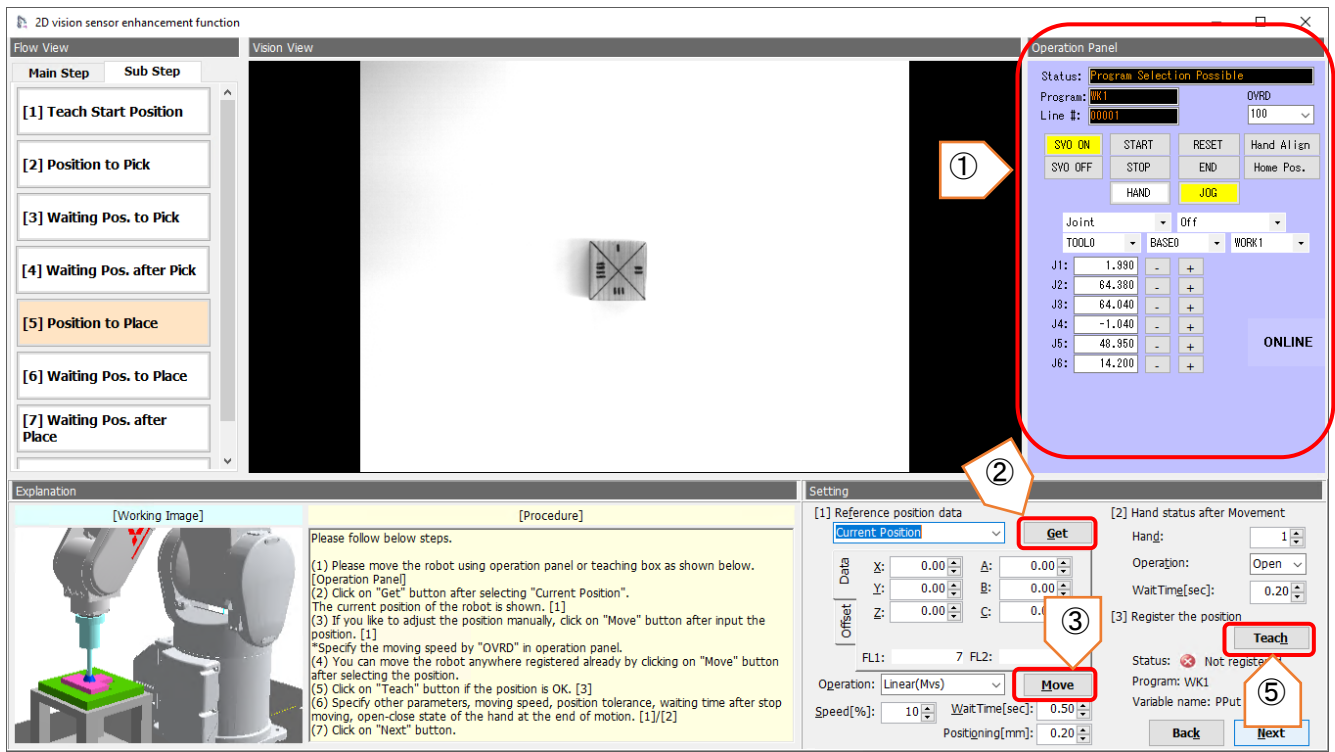 2D vision sensor enhancement function
Flow View
Main Step
Sub Step
[1] Teach Start Position
[2] Position to Pick
[3] Waiting Pos. to Pick
[4] Waiting Pos. after Pick
[5] Position to Place
[6] Waiting Pos. to Place
[7] Waiting Pos. after
Place
Vision View
①
Operation Panel
Status: Program Selection Possible
Program: WK1
OVRD
Line #: 00001
100
SVO ON START RESET Hand Align
SVO OFF STOP END Home Pos.
HAND JOG
Joint Off
TOOL0 BASE0 WORK1
J1: 1.990 - +
J2: 64.380 - +
J3: 64.040 - +
J4: -1.040 - +
J5: 48.950 - +
J6: 14.200 - +
ONLINE
Explanation
[Working Image]
[Procedure]
Please follow below steps.
(1) Please move the robot using operation panel or teaching box as shown below.
[Operation Panel]
(2) Click on "Get" button after selecting "Current Position".
The current position of the robot is shown. [1]
(3) If you like to adjust the position manually, click on "Move" button after input the
position. [1]
*Specify the moving speed by "OVRD" in operation panel.
(4) You can move the robot anywhere registered already by clicking on "Move" button
after selecting the position.
(5) Click on "Teach" button if the position is OK. [3]
(6) Specify other parameters, moving speed, position tolerance, waiting time after stop
moving, open-close state of the hand at the end of motion. [1]/[2]
(7) Click on "Next" button.
②
Setting
[1] Reference position data
Current Position
Get
Data
Offset
X: 0.00 A: 0.00
Y: 0.00 B: 0.00
Z: 0.00 C:
③
FL1: 7 FL2:
Operation: Linear(Mvs)
Move
Speed[%]: 10 WaitTime[sec]: 0.50
Positioning[mm]: 0.20
[2] Hand status after Movement
Hand: 1
Operation: Open
WaitTime[sec]: 0.20
[3] Register the position
Teach
Status: Not
Program: WK1
Variable name: PPut
⑤
Back Next